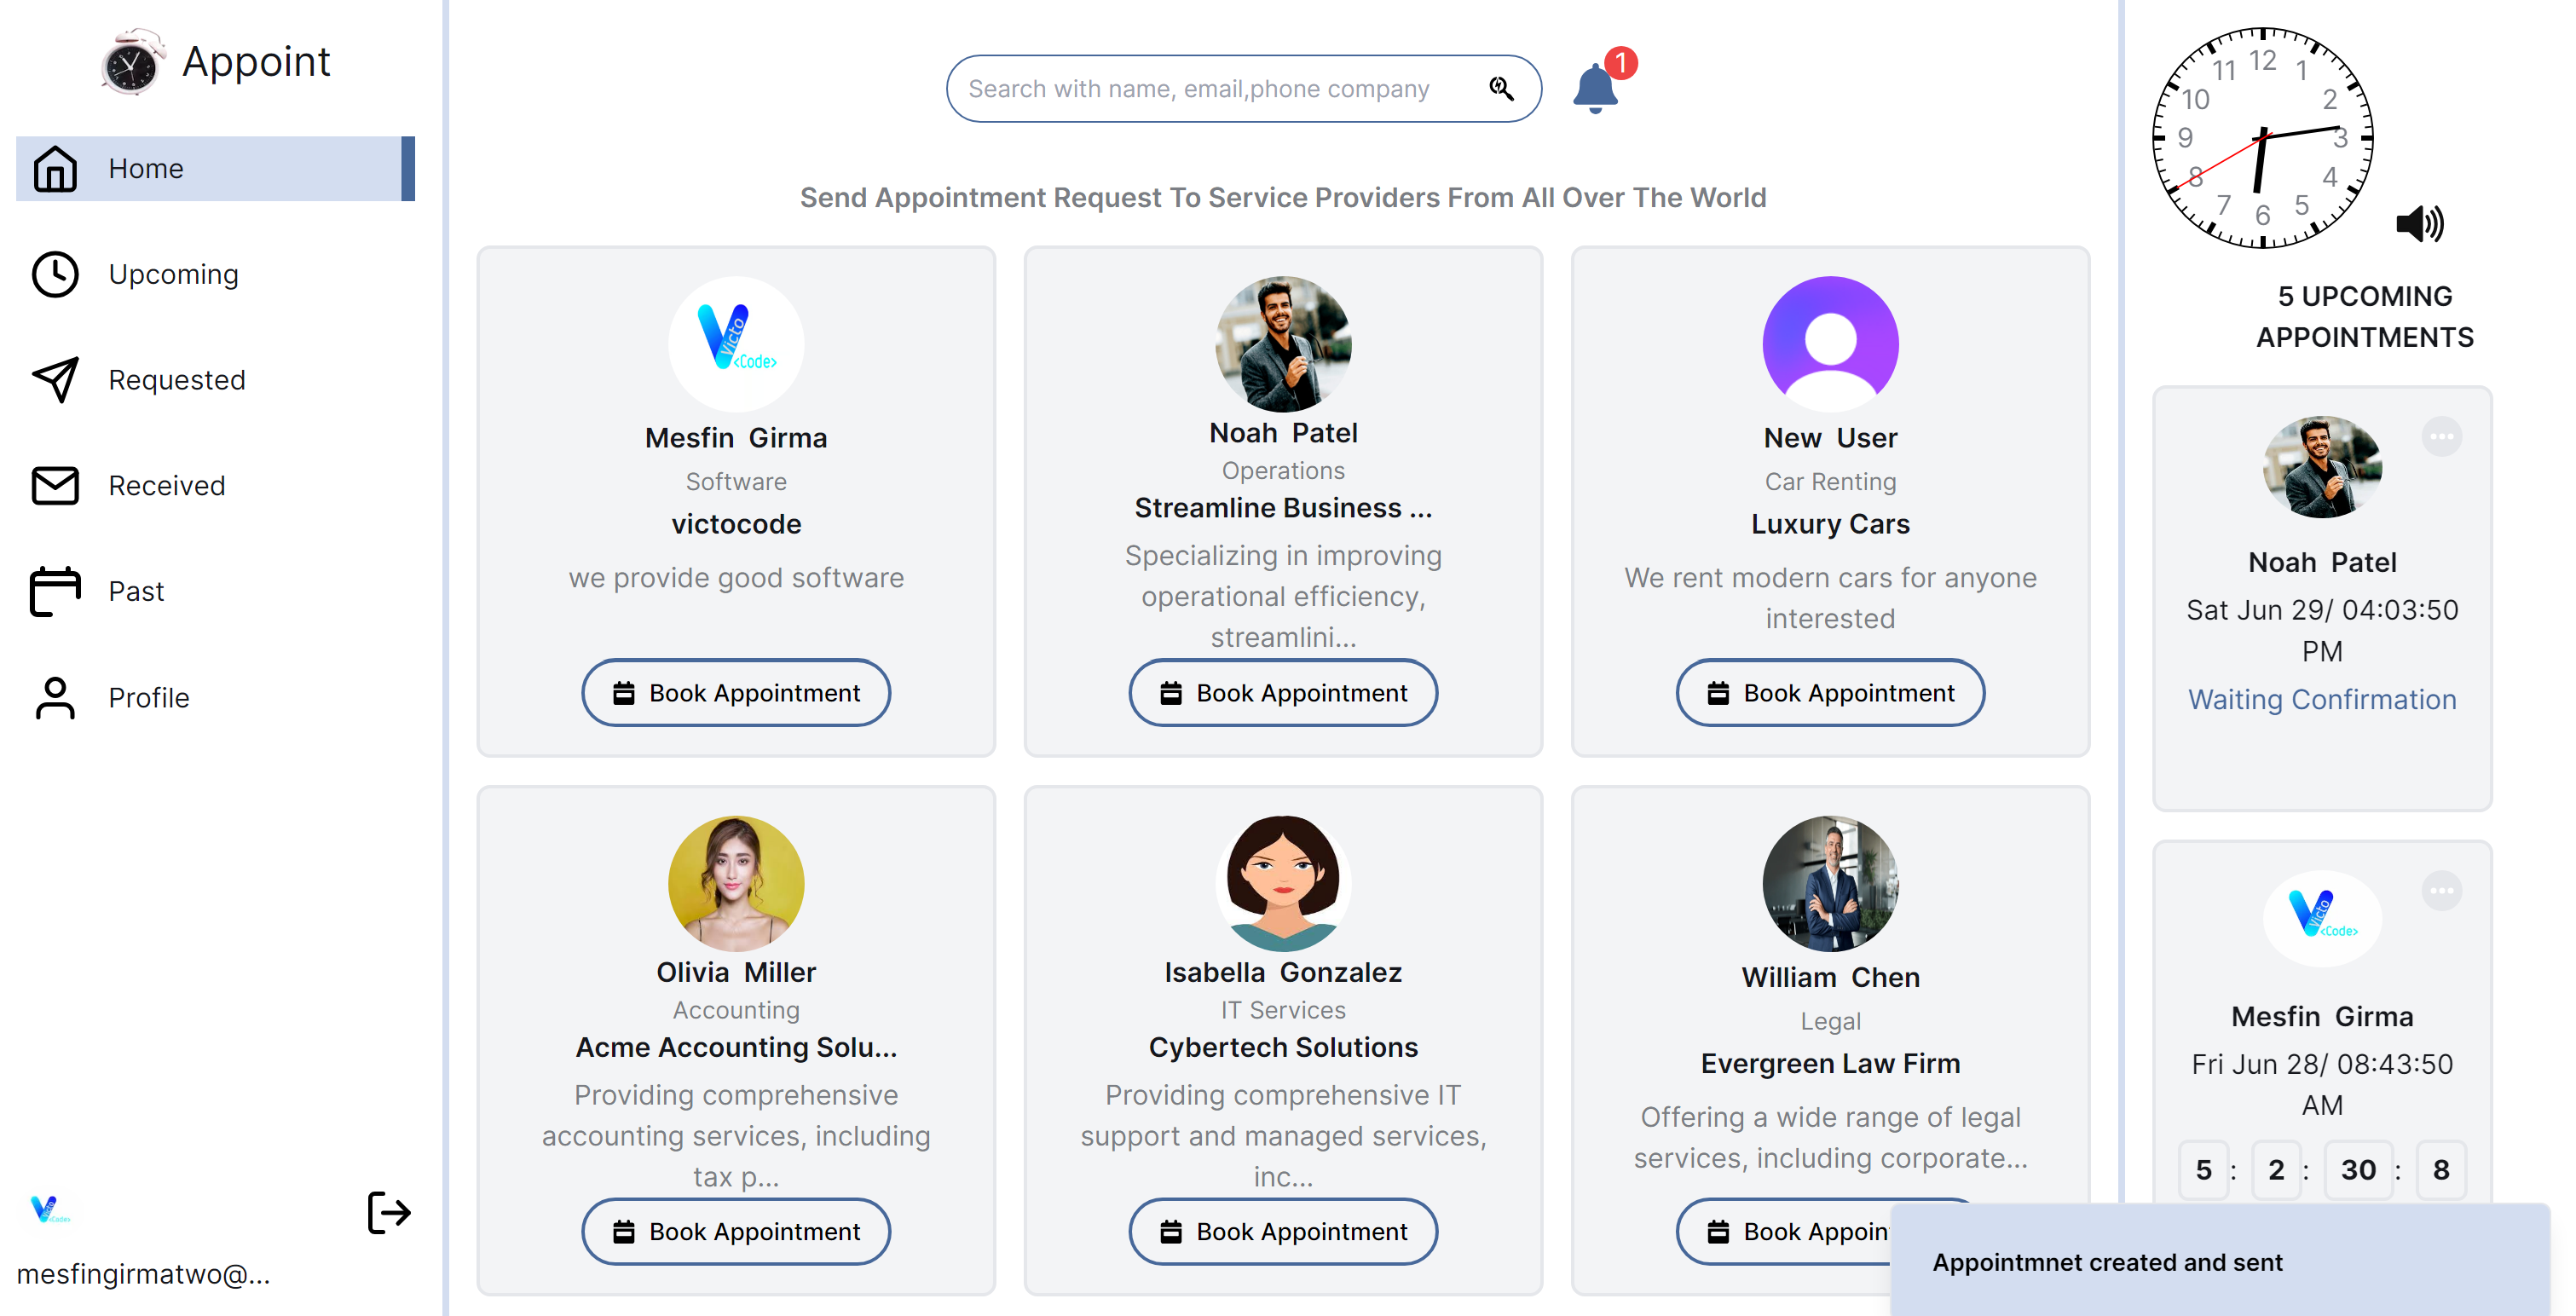 Appoint
Home
Upcoming
Requested
Received
Past
Profile
Victo
<Code>
mesfingirmatwo@...
Search with name, email,phone company
1
Send Appointment Request To Service Providers From All Over The World
Victo
<Code>
Mesfin Girma
Software
victocode
we provide good software
Book Appointment
Noah Patel
Operations
Streamline Business ...
Specializing in improving
operational efficiency,
streamlini...
Book Appointment
New User
Car Renting
Luxury Cars
We rent modern cars for anyone
interested
Book Appointment
Olivia Miller
Accounting
Acme Accounting Solu...
Providing comprehensive
accounting services, including
tax p...
Book Appointment
Isabella Gonzalez
IT Services
Cybertech Solutions
Providing comprehensive IT
support and managed services,
inc...
Book Appointment
William Chen
Legal
Evergreen Law Firm
Offering a wide range of legal
services, including corporate...
Book Appoin
12
1
2
3
4
5
6
7
8
9
10
11
5 UPCOMING
APPOINTMENTS
Noah Patel
Sat Jun 29/ 04:03:50
PM
Waiting Confirmation
Victo
<Code>
Mesfin Girma
Fri Jun 28/ 08:43:50
AM
5 : 2 : 30 : 8
Appointmnet created and sent